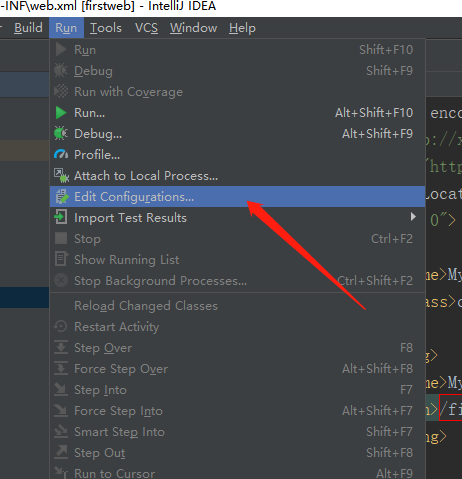 -INF\web.xml [firstweb] - IntelliJ IDEA
r Build Run Tools VCS Window Help
Run Shift+F10
Debug Shift+F9
Run with Coverage
Run... Alt+Shift+F10
Debug... Alt+Shift+F9
Profile...
Attach to Local Process...
Edit Configurations...
Import Test Results
Stop Ctrl+F2
Show Running List
Stop Background Processes... Ctrl+Shift+F2
Reload Changed Classes
Restart Activity
Step Over F8
Force Step Over Alt+Shift+F8
Step Into F7
Force Step Into Alt+Shift+F7
Smart Step Into Shift+F7
Step Out Shift+F8
Run to Cursor Alt+F9
enco
p://x
"http
Locat
0">
me>My
ass>c
g>
me>My
n>/fi
ng>